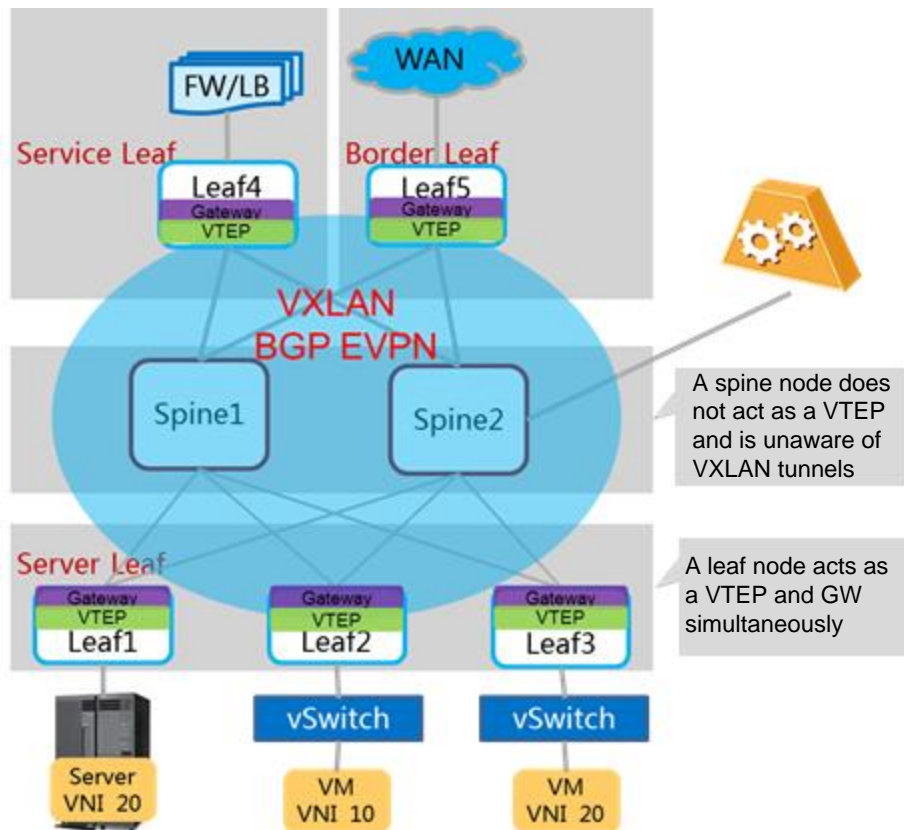 FW/LB
WAN
Service Leaf
Border Leaf
Leaf4
Gateway
VTEP
Leaf5
Gateway
VTEP
VXLAN
BGP EVPN
Spine1
Spine2
A spine node does
not act as a VTEP
and is unaware of
VXLAN tunnels
Server Leaf
Gateway
VTEP
Leaf1
Gateway
VTEP
Leaf2
Gateway
VTEP
Leaf3
A leaf node acts as
a VTEP and GW
simultaneously
vSwitch
vSwitch
Server
VNI 20
VM
VNI 10
VM
VNI 20